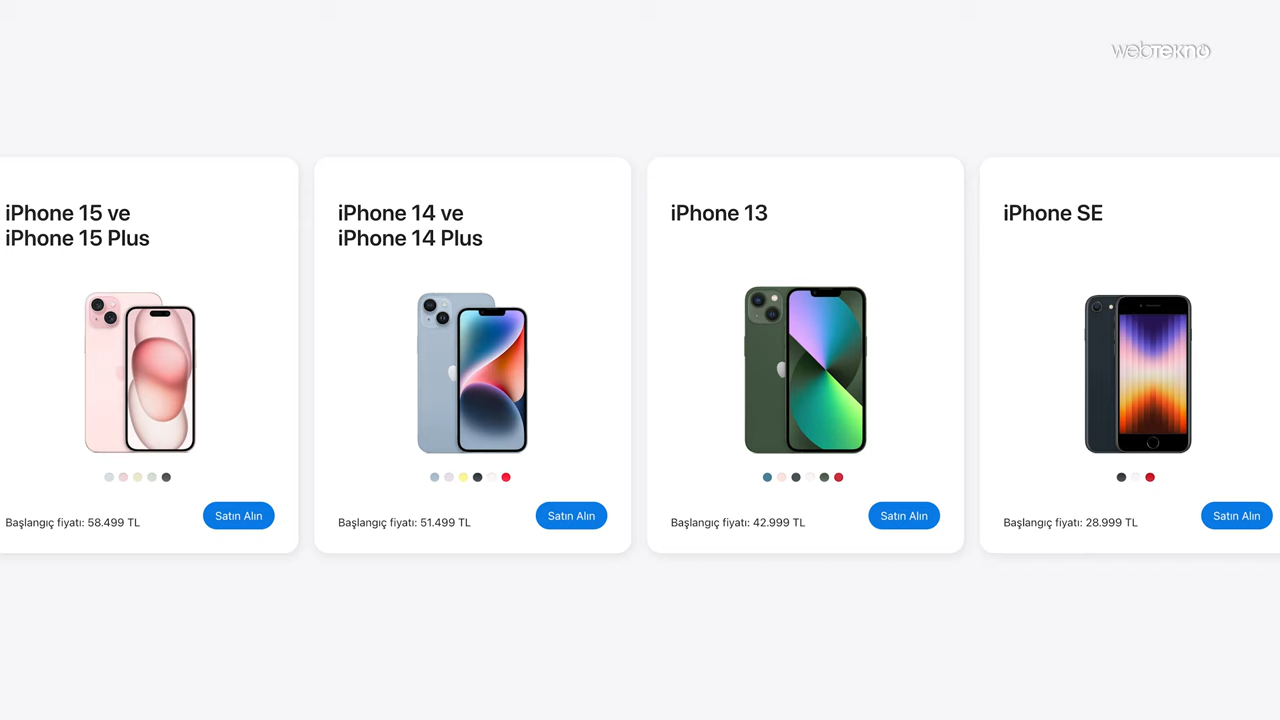 webtekno
iPhone 15 ve
iPhone 15 Plus
Başlangıç fiyatı: 58.499 TL
Satın Alın
iPhone 14 ve
iPhone 14 Plus
Başlangıç fiyatı: 51.499 TL
Satın Alın
iPhone 13
Başlangıç fiyatı: 42.999 TL
Satın Alın
iPhone SE
Başlangıç fiyatı: 28.999 TL
Satın Alın